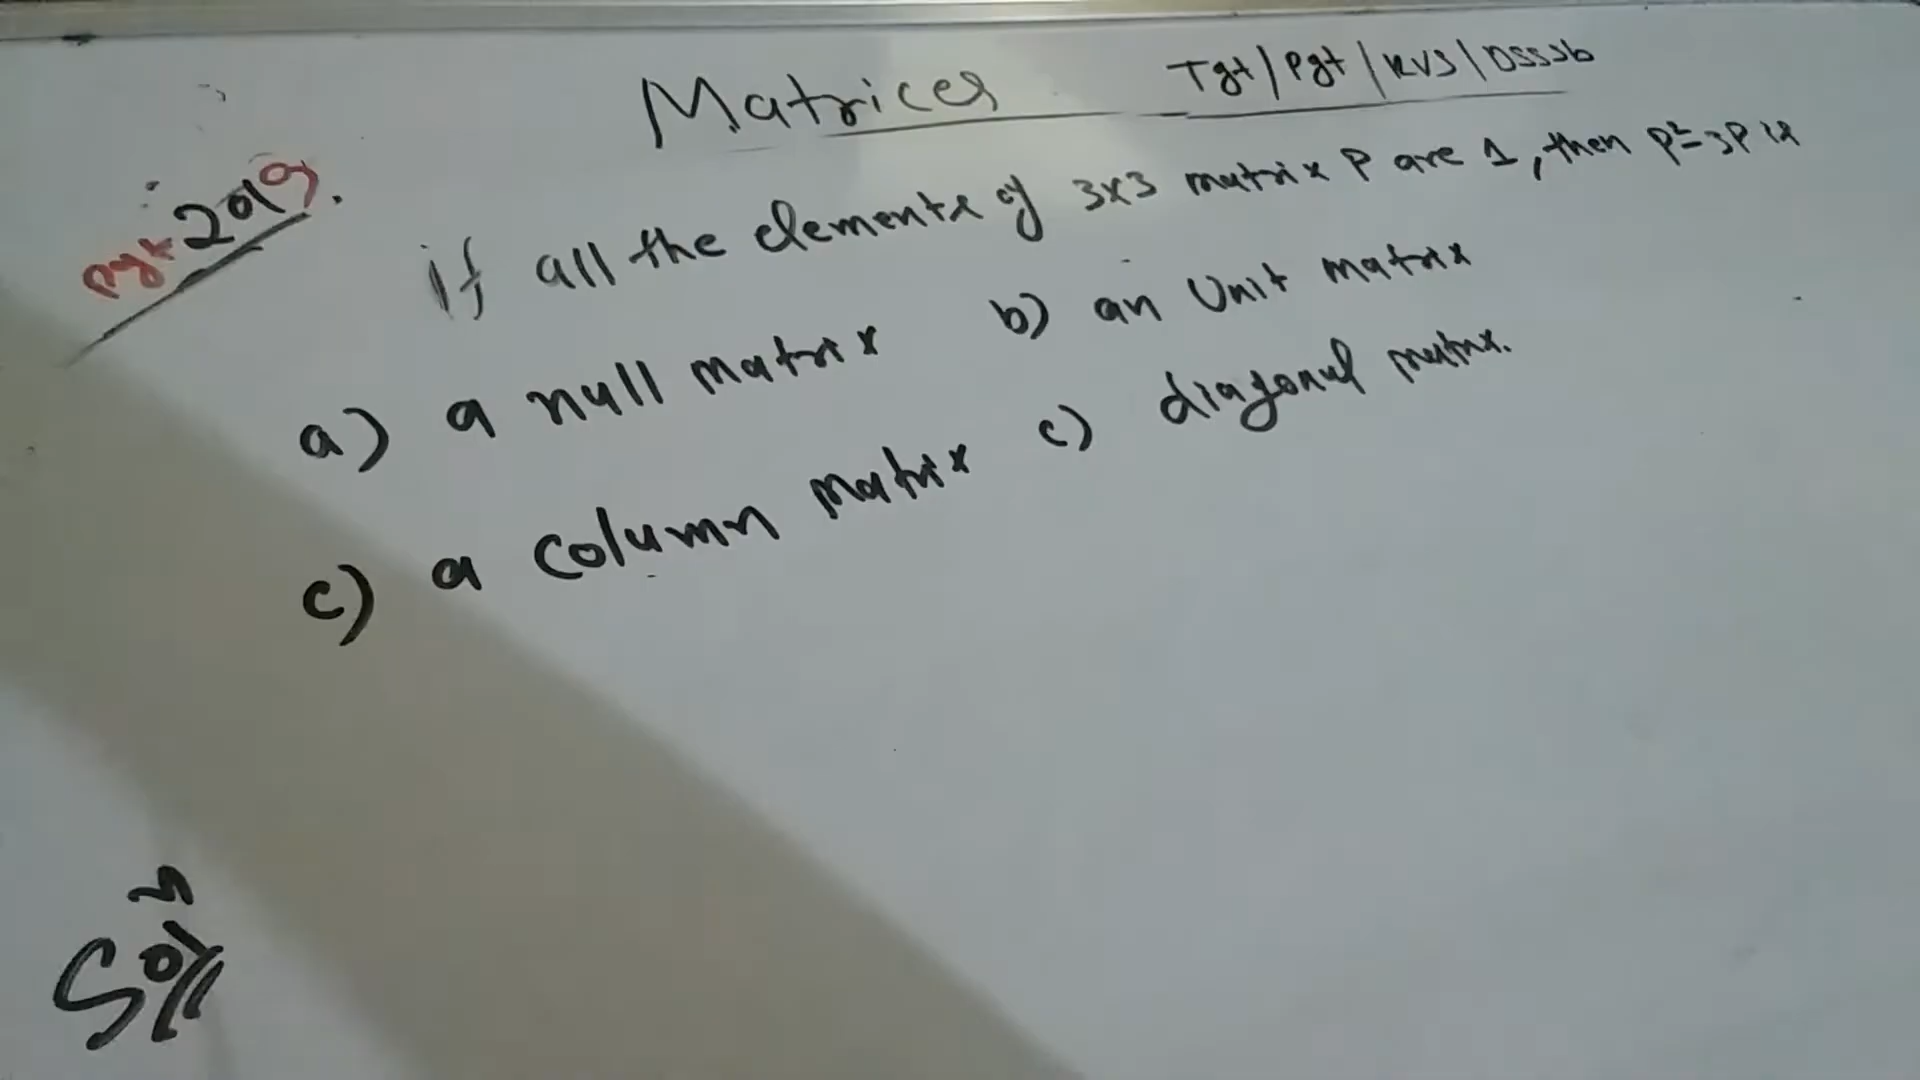 Matrices Tgt/Pgt/KVS/DSSSb
Pgt 2019.
if all the elements of 3x3 matrix P are 1, then P²-3P is
a) a null matrix b) an Unit matrix
c) a column matrix c) diagonal matrix.
Sol